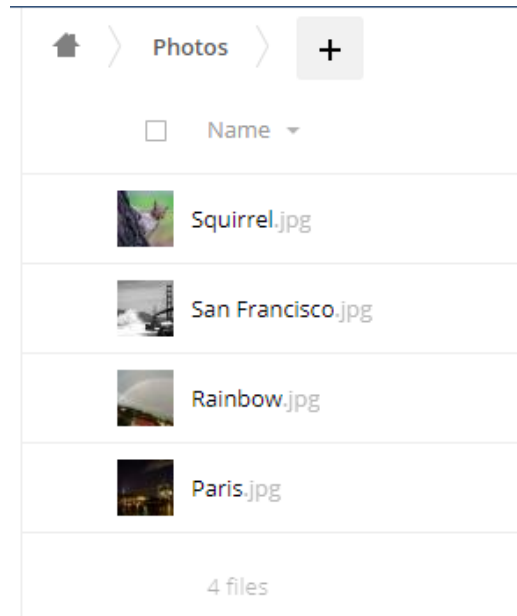 Photos +
Name
Squirrel.jpg
San Francisco.jpg
Rainbow.jpg
Paris.jpg
4 files